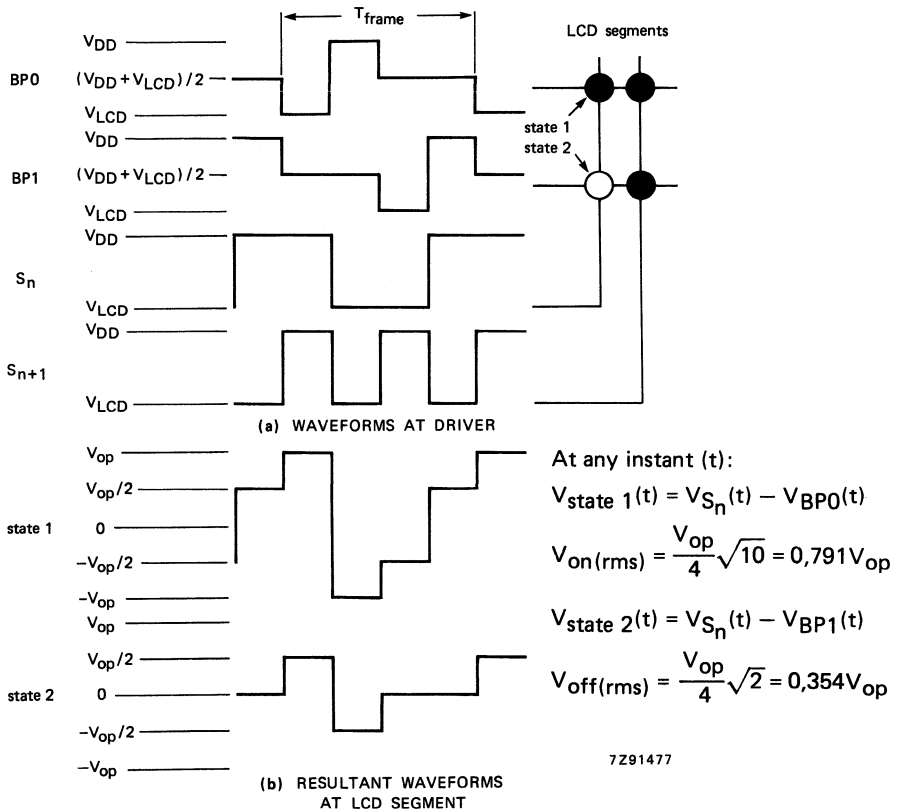 T frame
LCD segments
VDD
BP0
(VDD + VLCD)/2
VLCD
state 1
state 2
VDD
BP1
(VDD + VLCD)/2
VLCD
VDD
Sn
VLCD
VDD
Sn+1
VLCD
(a) WAVEFORMS AT DRIVER
Vop
Vop/2
state 1
0
−Vop/2
−Vop
Vop
Vop/2
state 2
0
−Vop/2
−Vop
At any instant (t):
Vstate 1(t) = VSn(t) − VBP0(t)
Von(rms) = Vop/4 √10 = 0,791Vop
Vstate 2(t) = VSn(t) − VBP1(t)
Voff(rms) = Vop/4 √2 = 0,354Vop
7Z91477
(b) RESULTANT WAVEFORMS
AT LCD SEGMENT